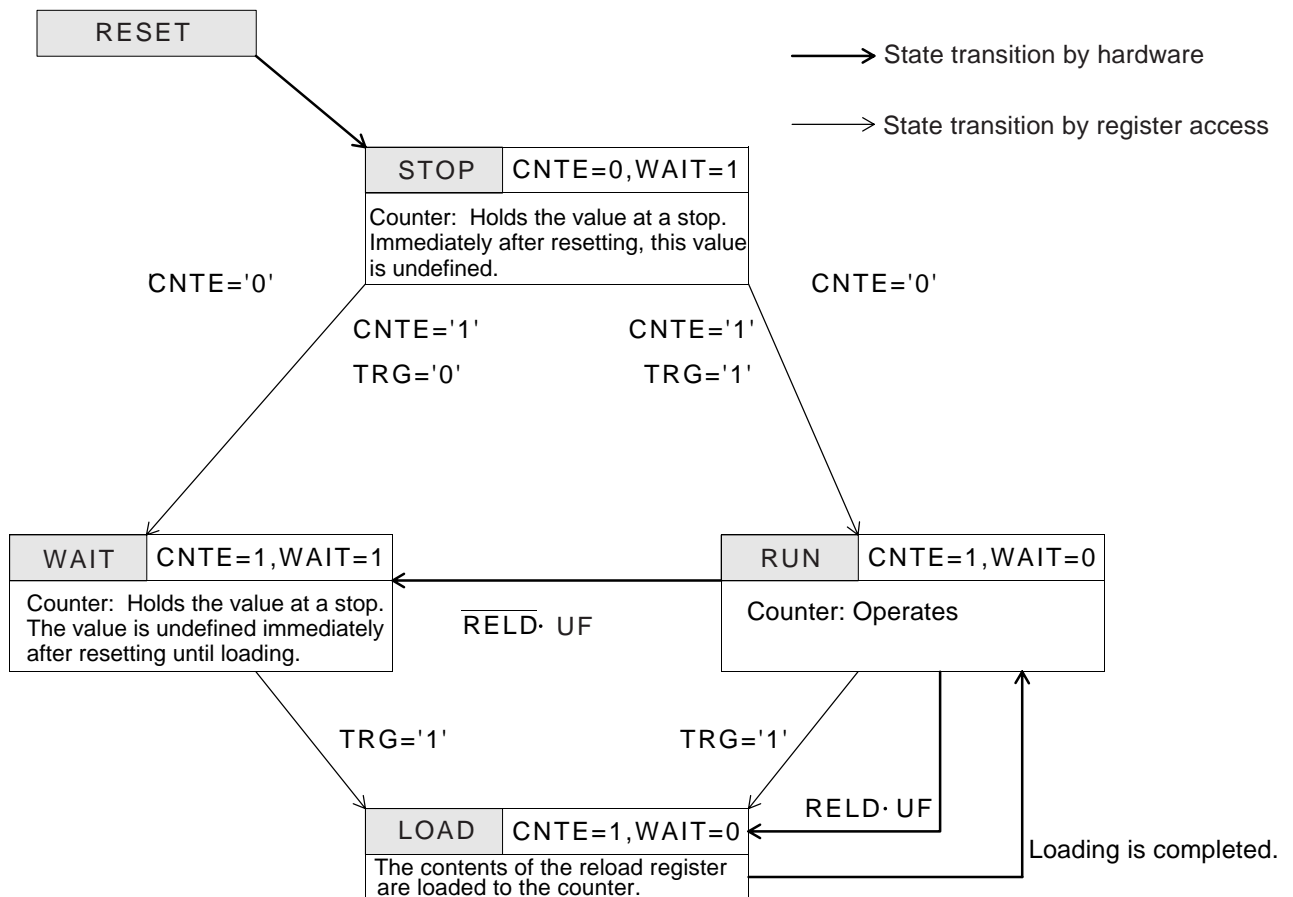 RESET
State transition by hardware
State transition by register access
STOP CNTE=0,WAIT=1
Counter: Holds the value at a stop.
Immediately after resetting, this value
is undefined.
CNTE='0'
CNTE='0'
CNTE='1'
TRG='0'
CNTE='1'
TRG='1'
WAIT CNTE=1,WAIT=1
Counter: Holds the value at a stop.
The value is undefined immediately
after resetting until loading.
R̅E̅L̅D̅· UF
RUN CNTE=1,WAIT=0
Counter: Operates
TRG='1'
TRG='1'
RELD· UF
LOAD CNTE=1,WAIT=0
The contents of the reload register
are loaded to the counter.
Loading is completed.